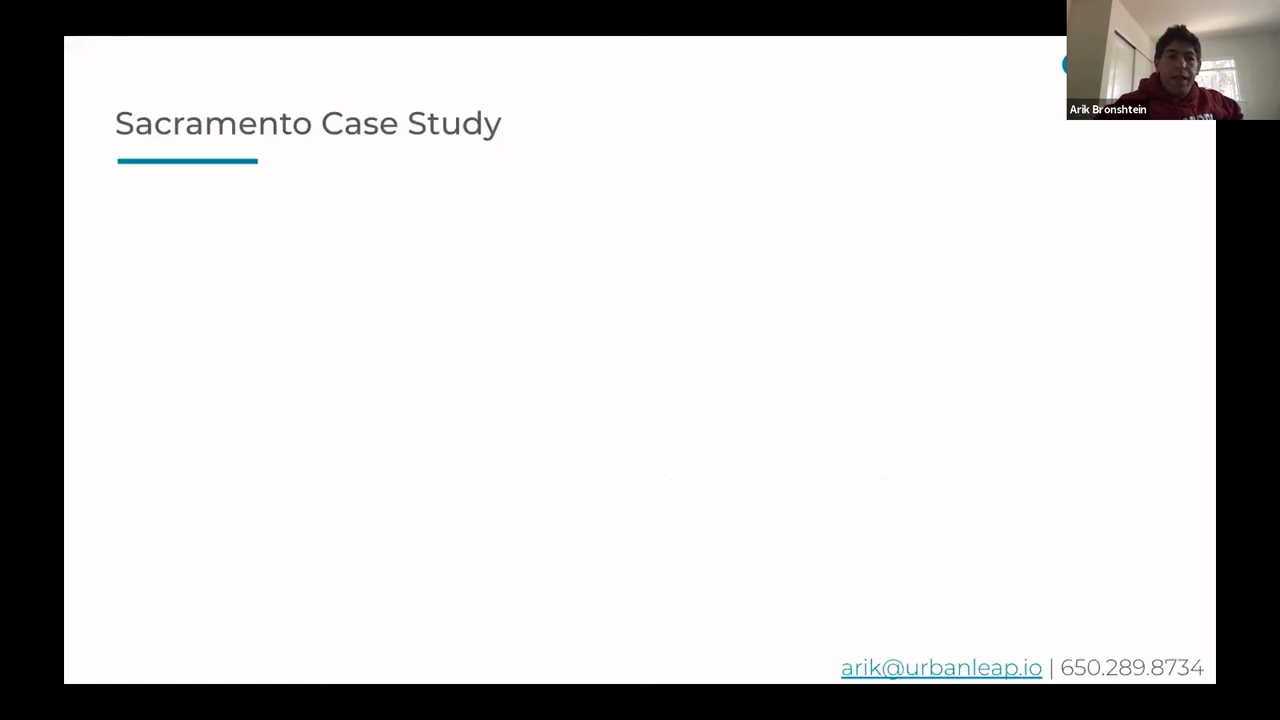 Sacramento Case Study
Arik Bronshtein
arik@urbanleap.io | 650.289.8734